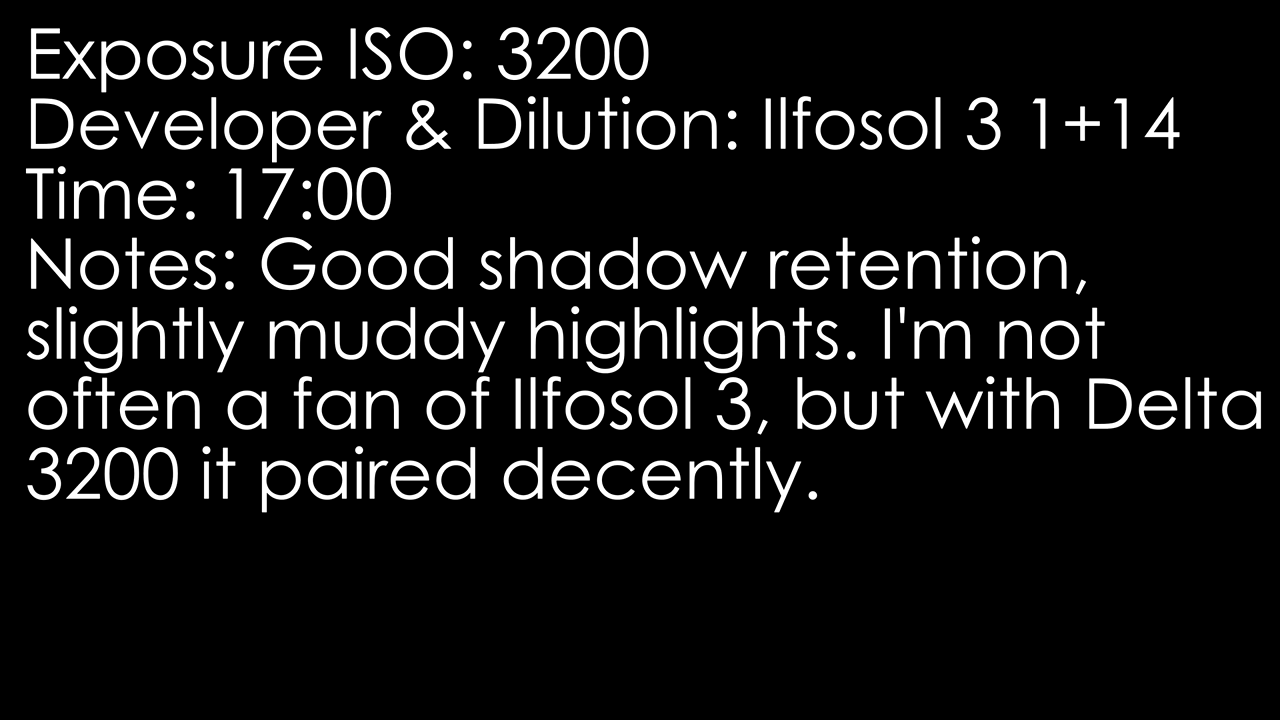 Exposure ISO: 3200
Developer & Dilution: Ilfosol 3 1+14
Time: 17:00
Notes: Good shadow retention,
slightly muddy highlights. I'm not
often a fan of Ilfosol 3, but with Delta
3200 it paired decently.